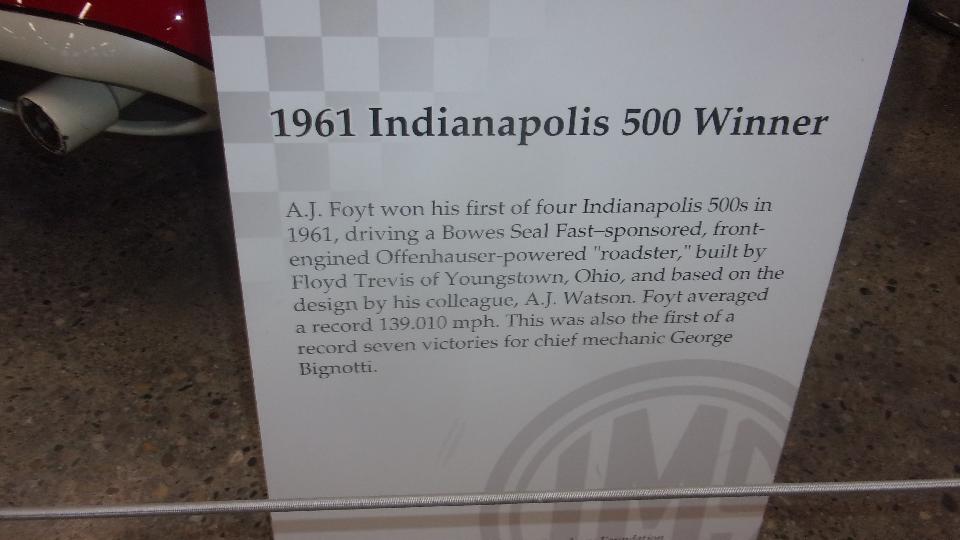 1961 Indianapolis 500 Winner
A.J. Foyt won his first of four Indianapolis 500s in
1961, driving a Bowes Seal Fast–sponsored, front-
engined Offenhauser-powered "roadster," built by
Floyd Trevis of Youngstown, Ohio, and based on the
design by his colleague, A.J. Watson. Foyt averaged
a record 139.010 mph. This was also the first of a
record seven victories for chief mechanic George
Bignotti.
IMS
Foundation